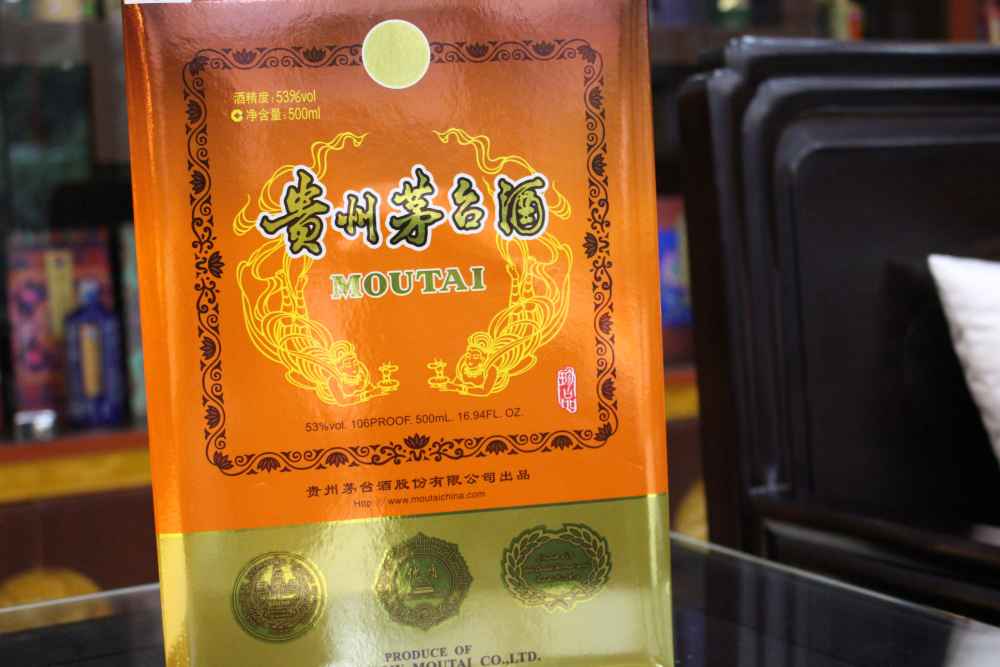 酒精度:53%vol
净含量:500ml
贵州茅台酒
MOUTAI
珍品
53%vol. 106PROOF. 500mL. 16.94FL. OZ.
贵州茅台酒股份有限公司出品
Http://www.moutaichina.com
PRODUCE OF
MOUTAI CO.,LTD.